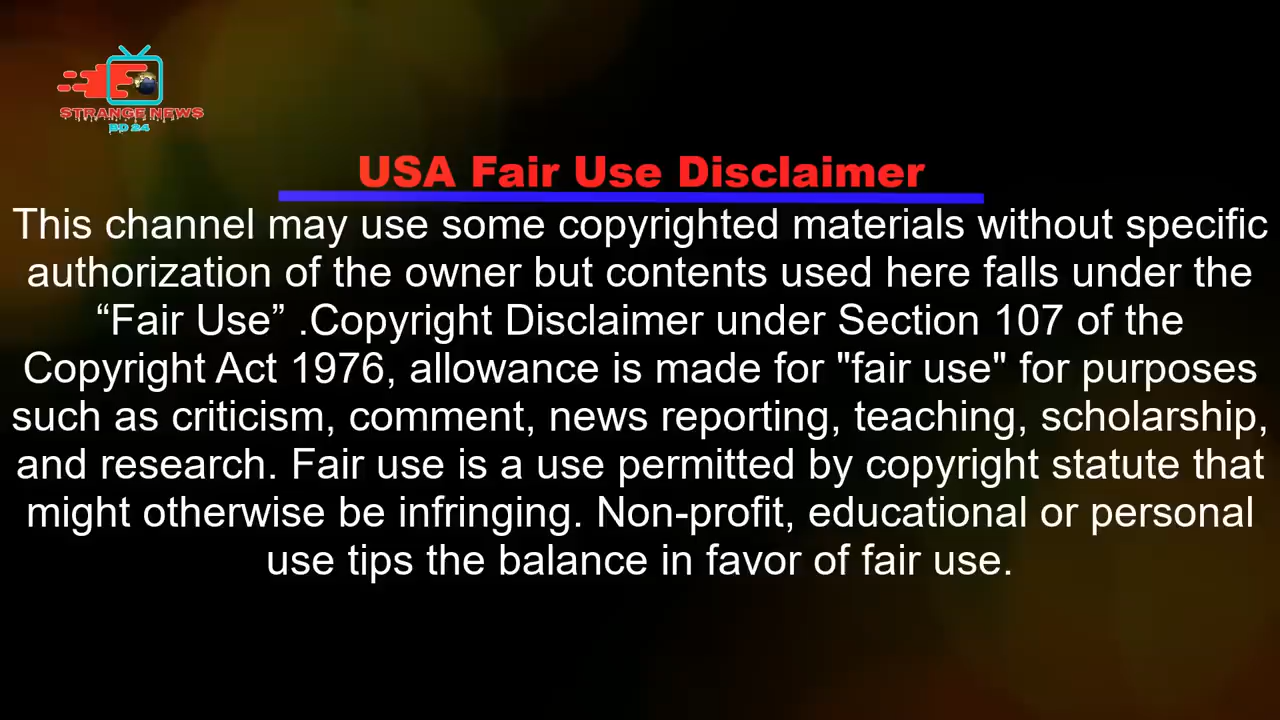 STRANGE NEWS
BD 24
USA Fair Use Disclaimer
This channel may use some copyrighted materials without specific
authorization of the owner but contents used here falls under the
“Fair Use” .Copyright Disclaimer under Section 107 of the
Copyright Act 1976, allowance is made for "fair use" for purposes
such as criticism, comment, news reporting, teaching, scholarship,
and research. Fair use is a use permitted by copyright statute that
might otherwise be infringing. Non-profit, educational or personal
use tips the balance in favor of fair use.